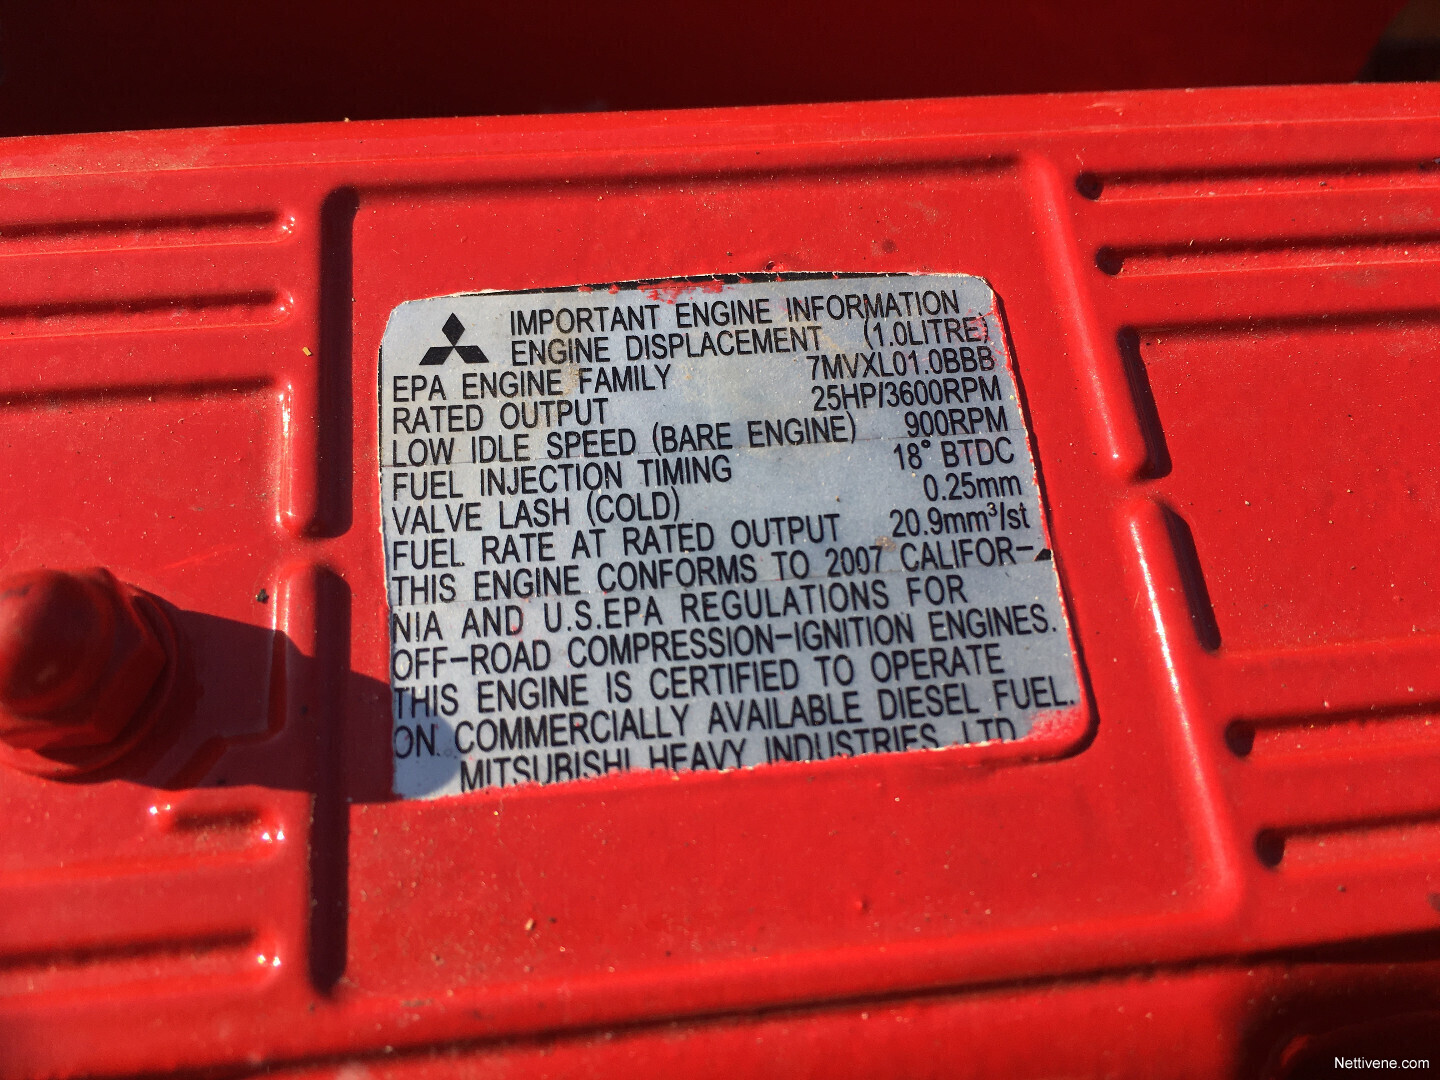 IMPORTANT ENGINE INFORMATION
ENGINE DISPLACEMENT (1.0LITRE)
EPA ENGINE FAMILY 7MVXL01.0BBB
RATED OUTPUT 25HP/3600RPM
LOW IDLE SPEED (BARE ENGINE) 900RPM
FUEL INJECTION TIMING 18° BTDC
VALVE LASH (COLD) 0.25mm
FUEL RATE AT RATED OUTPUT 20.9mm³/st
THIS ENGINE CONFORMS TO 2007 CALIFOR-
NIA AND U.S.EPA REGULATIONS FOR
OFF-ROAD COMPRESSION-IGNITION ENGINES.
THIS ENGINE IS CERTIFIED TO OPERATE
ON COMMERCIALLY AVAILABLE DIESEL FUEL.
MITSUBISHI HEAVY INDUSTRIES, LTD
Nettivene.com